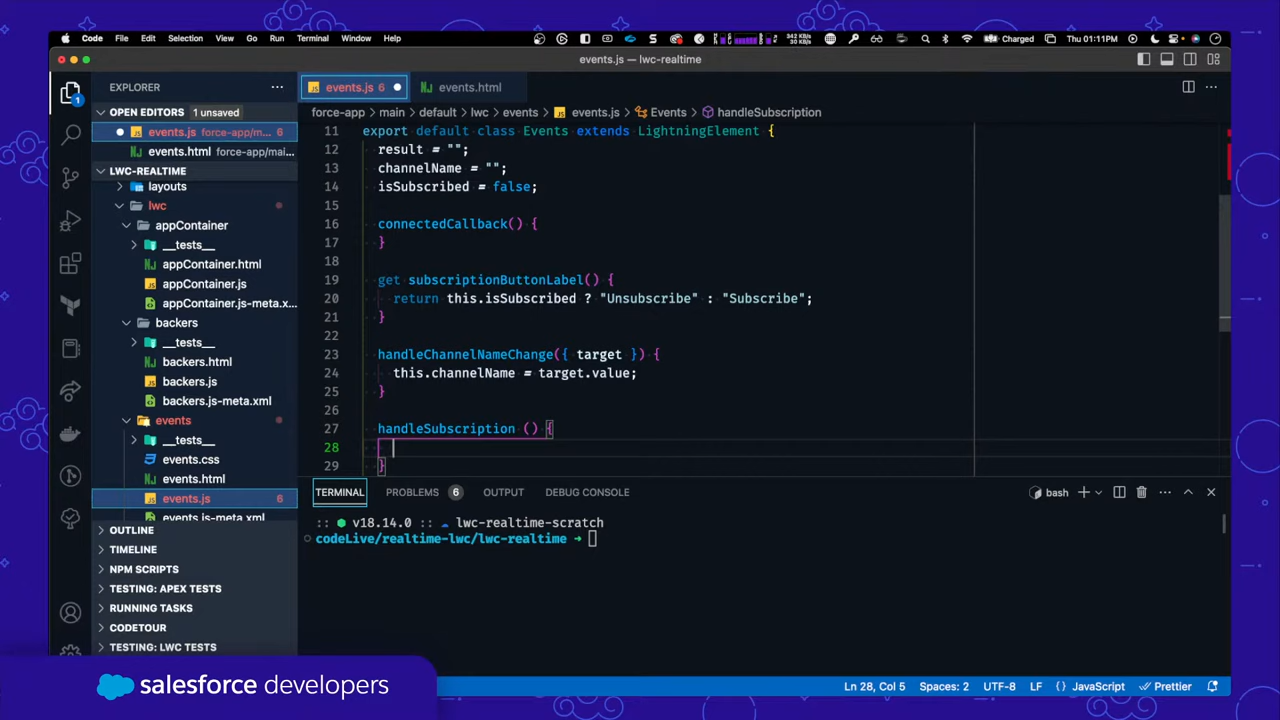 Code File Edit Selection View Go Run Terminal Window Help 342 KB 30 KB Charged Thu 01:11PM
events.js — lwc-realtime
EXPLORER
events.js 6
events.html
OPEN EDITORS 1 unsaved
force-app > main > default > lwc > events > events.js > Events > handleSubscription
events.js force-app/m... 6
events.html force-app/mai...
LWC-REALTIME
layouts
lwc
appContainer
__tests__
appContainer.html
appContainer.js
appContainer.js-meta.x...
backers
__tests__
backers.html
backers.js
backers.js-meta.xml
events
__tests__
events.css
events.html
events.js 6
events.js-meta.xml
OUTLINE
TIMELINE
NPM SCRIPTS
TESTING: APEX TESTS
RUNNING TASKS
CODETOUR
TESTING: LWC TESTS
1
11 export default class Events extends LightningElement {
12 result = "";
13 channelName = "";
14 isSubscribed = false;
15
16 connectedCallback() {
17 }
18
19 get subscriptionButtonLabel() {
20 return this.isSubscribed ? "Unsubscribe" : "Subscribe";
21 }
22
23 handleChannelNameChange({ target }) {
24 this.channelName = target.value;
25 }
26
27 handleSubscription () {
28
29 }
TERMINAL PROBLEMS 6 OUTPUT DEBUG CONSOLE bash
:: v18.14.0 :: lwc-realtime-scratch
codeLive/realtime-lwc/lwc-realtime →
Ln 28, Col 5 Spaces: 2 UTF-8 LF {} JavaScript Prettier
salesforce developers